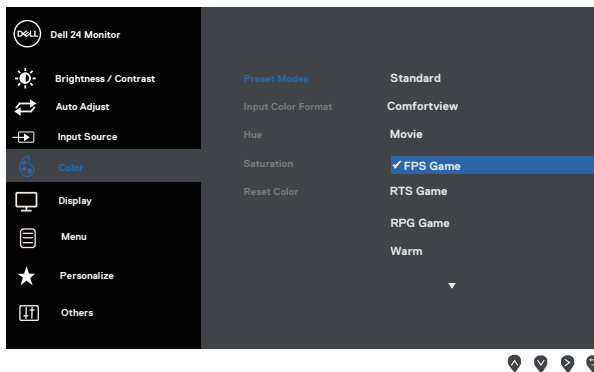 DELL Dell 24 Monitor
Brightness / Contrast
Auto Adjust
Input Source
Color
Display
Menu
Personalize
Others
Preset Modes
Input Color Format
Hue
Saturation
Reset Color
Standard
Comfortview
Movie
✓FPS Game
RTS Game
RPG Game
Warm